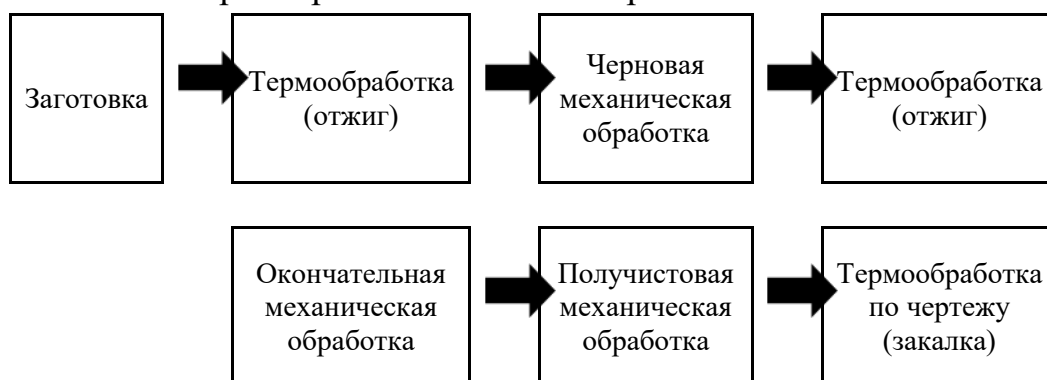 Заготовка
Термообработка
(отжиг)
Черновая
механическая
обработка
Термообработка
(отжиг)
Окончательная
механическая
обработка
Получистовая
механическая
обработка
Термообработка
по чертежу
(закалка)